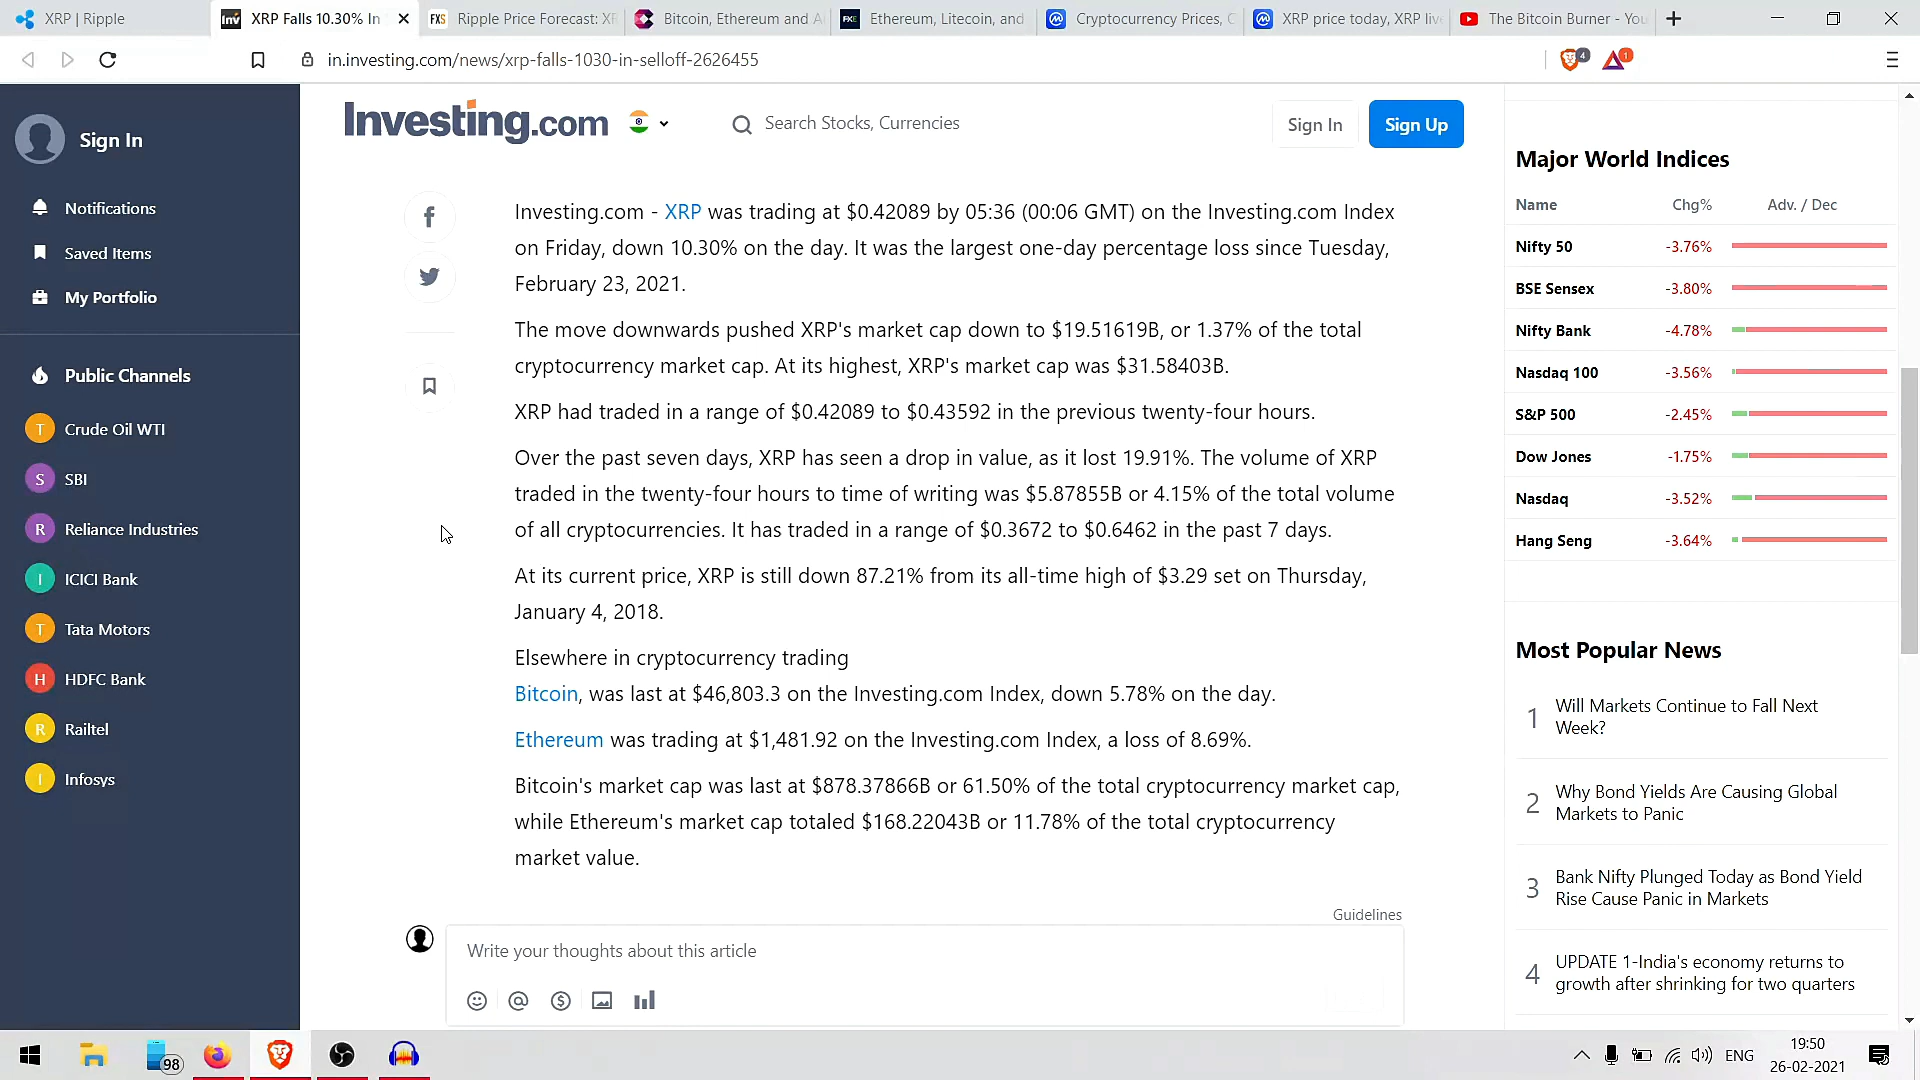 XRP | Ripple
XRP Falls 10.30% In
Ripple Price Forecast: XR
Bitcoin, Ethereum and A
Ethereum, Litecoin, and
Cryptocurrency Prices, C
XRP price today, XRP live
The Bitcoin Burner - You
in.investing.com/news/xrp-falls-1030-in-selloff-2626455
4
1
Sign In
Notifications
Saved Items
My Portfolio
Public Channels
T Crude Oil WTI
S SBI
R Reliance Industries
I ICICI Bank
T Tata Motors
H HDFC Bank
R Railtel
I Infosys
Investing.com
Search Stocks, Currencies
Sign In
Sign Up
Investing.com - XRP was trading at $0.42089 by 05:36 (00:06 GMT) on the Investing.com Index
on Friday, down 10.30% on the day. It was the largest one-day percentage loss since Tuesday,
February 23, 2021.
The move downwards pushed XRP's market cap down to $19.51619B, or 1.37% of the total
cryptocurrency market cap. At its highest, XRP's market cap was $31.58403B.
XRP had traded in a range of $0.42089 to $0.43592 in the previous twenty-four hours.
Over the past seven days, XRP has seen a drop in value, as it lost 19.91%. The volume of XRP
traded in the twenty-four hours to time of writing was $5.87855B or 4.15% of the total volume
of all cryptocurrencies. It has traded in a range of $0.3672 to $0.6462 in the past 7 days.
At its current price, XRP is still down 87.21% from its all-time high of $3.29 set on Thursday,
January 4, 2018.
Elsewhere in cryptocurrency trading
Bitcoin, was last at $46,803.3 on the Investing.com Index, down 5.78% on the day.
Ethereum was trading at $1,481.92 on the Investing.com Index, a loss of 8.69%.
Bitcoin's market cap was last at $878.37866B or 61.50% of the total cryptocurrency market cap,
while Ethereum's market cap totaled $168.22043B or 11.78% of the total cryptocurrency
market value.
Guidelines
Write your thoughts about this article
Major World Indices
Name Chg% Adv. / Dec
Nifty 50 -3.76%
BSE Sensex -3.80%
Nifty Bank -4.78%
Nasdaq 100 -3.56%
S&P 500 -2.45%
Dow Jones -1.75%
Nasdaq -3.52%
Hang Seng -3.64%
Most Popular News
1 Will Markets Continue to Fall Next
Week?
2 Why Bond Yields Are Causing Global
Markets to Panic
3 Bank Nifty Plunged Today as Bond Yield
Rise Cause Panic in Markets
4 UPDATE 1-India's economy returns to
growth after shrinking for two quarters
98
ENG
19:50
26-02-2021